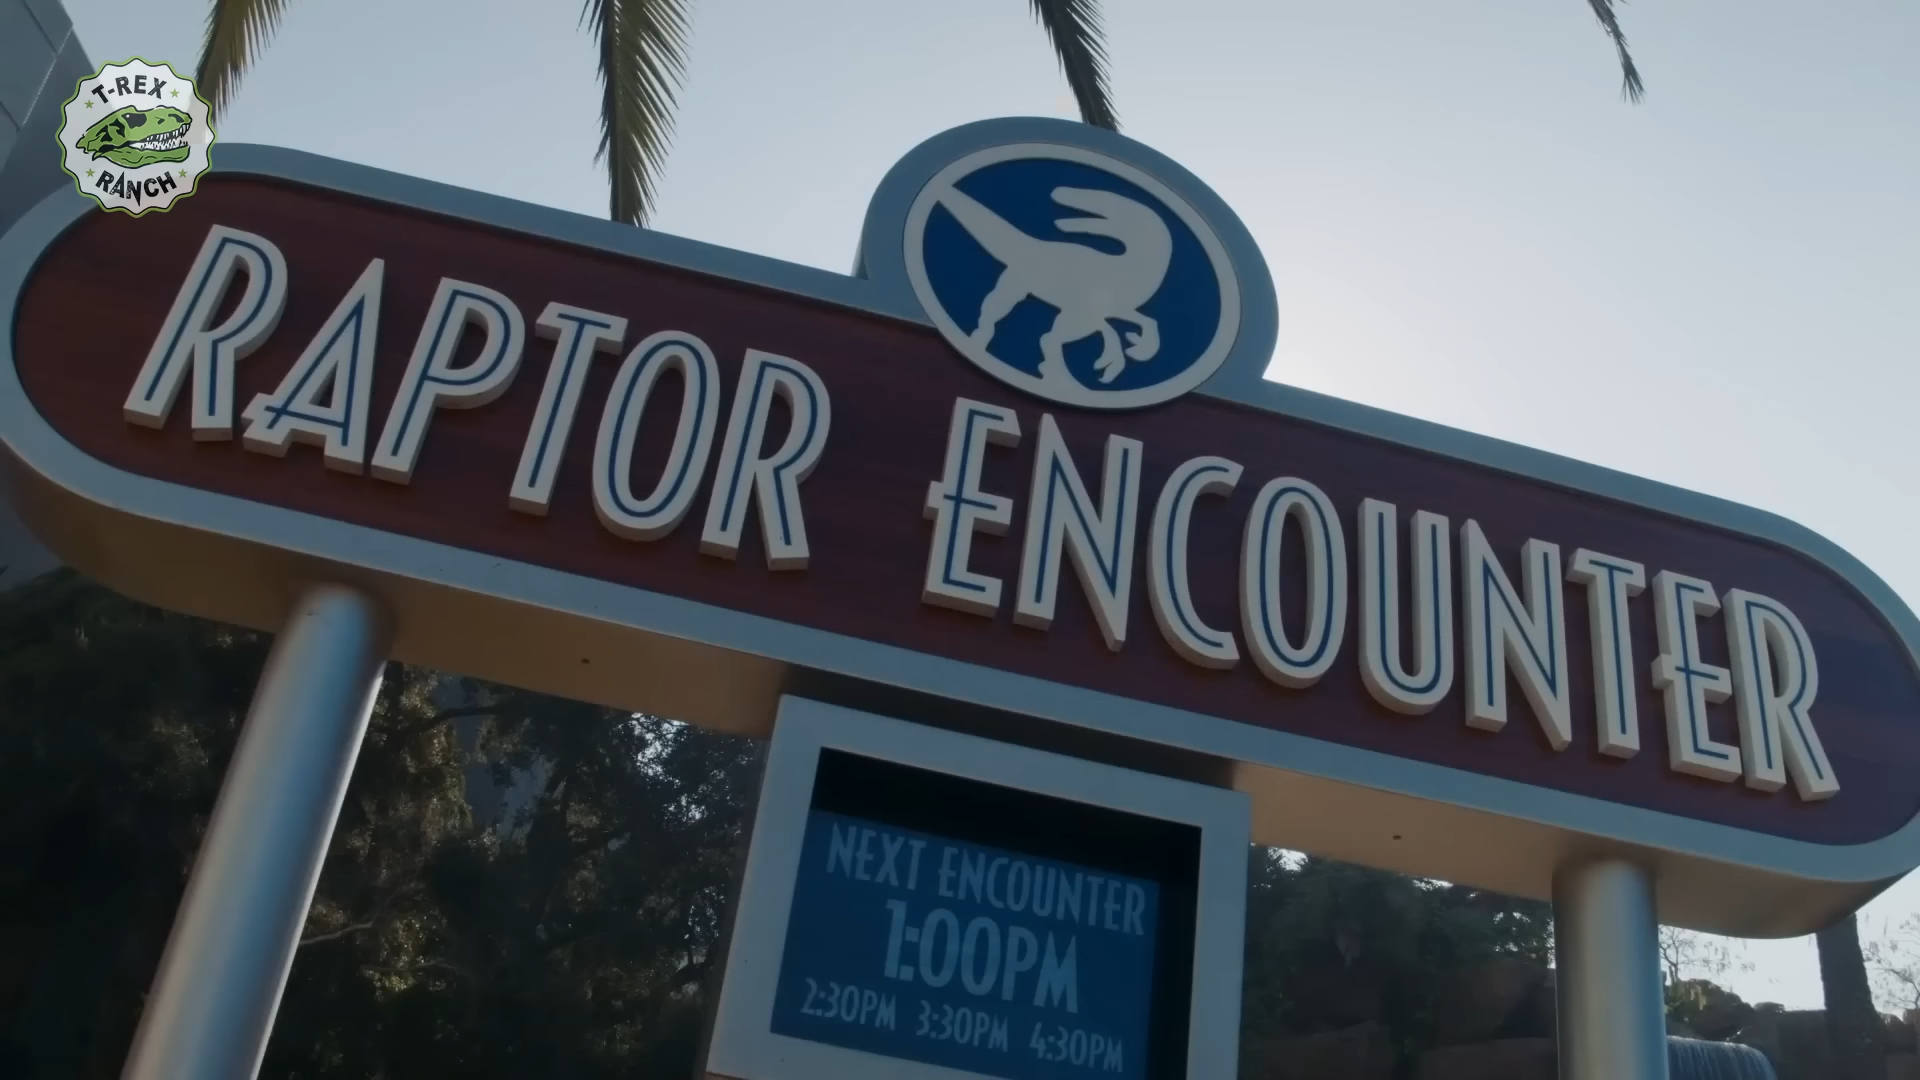 T-REX
RANCH
RAPTOR ENCOUNTER
NEXT ENCOUNTER
1:00PM
2:30PM 3:30PM 4:30PM